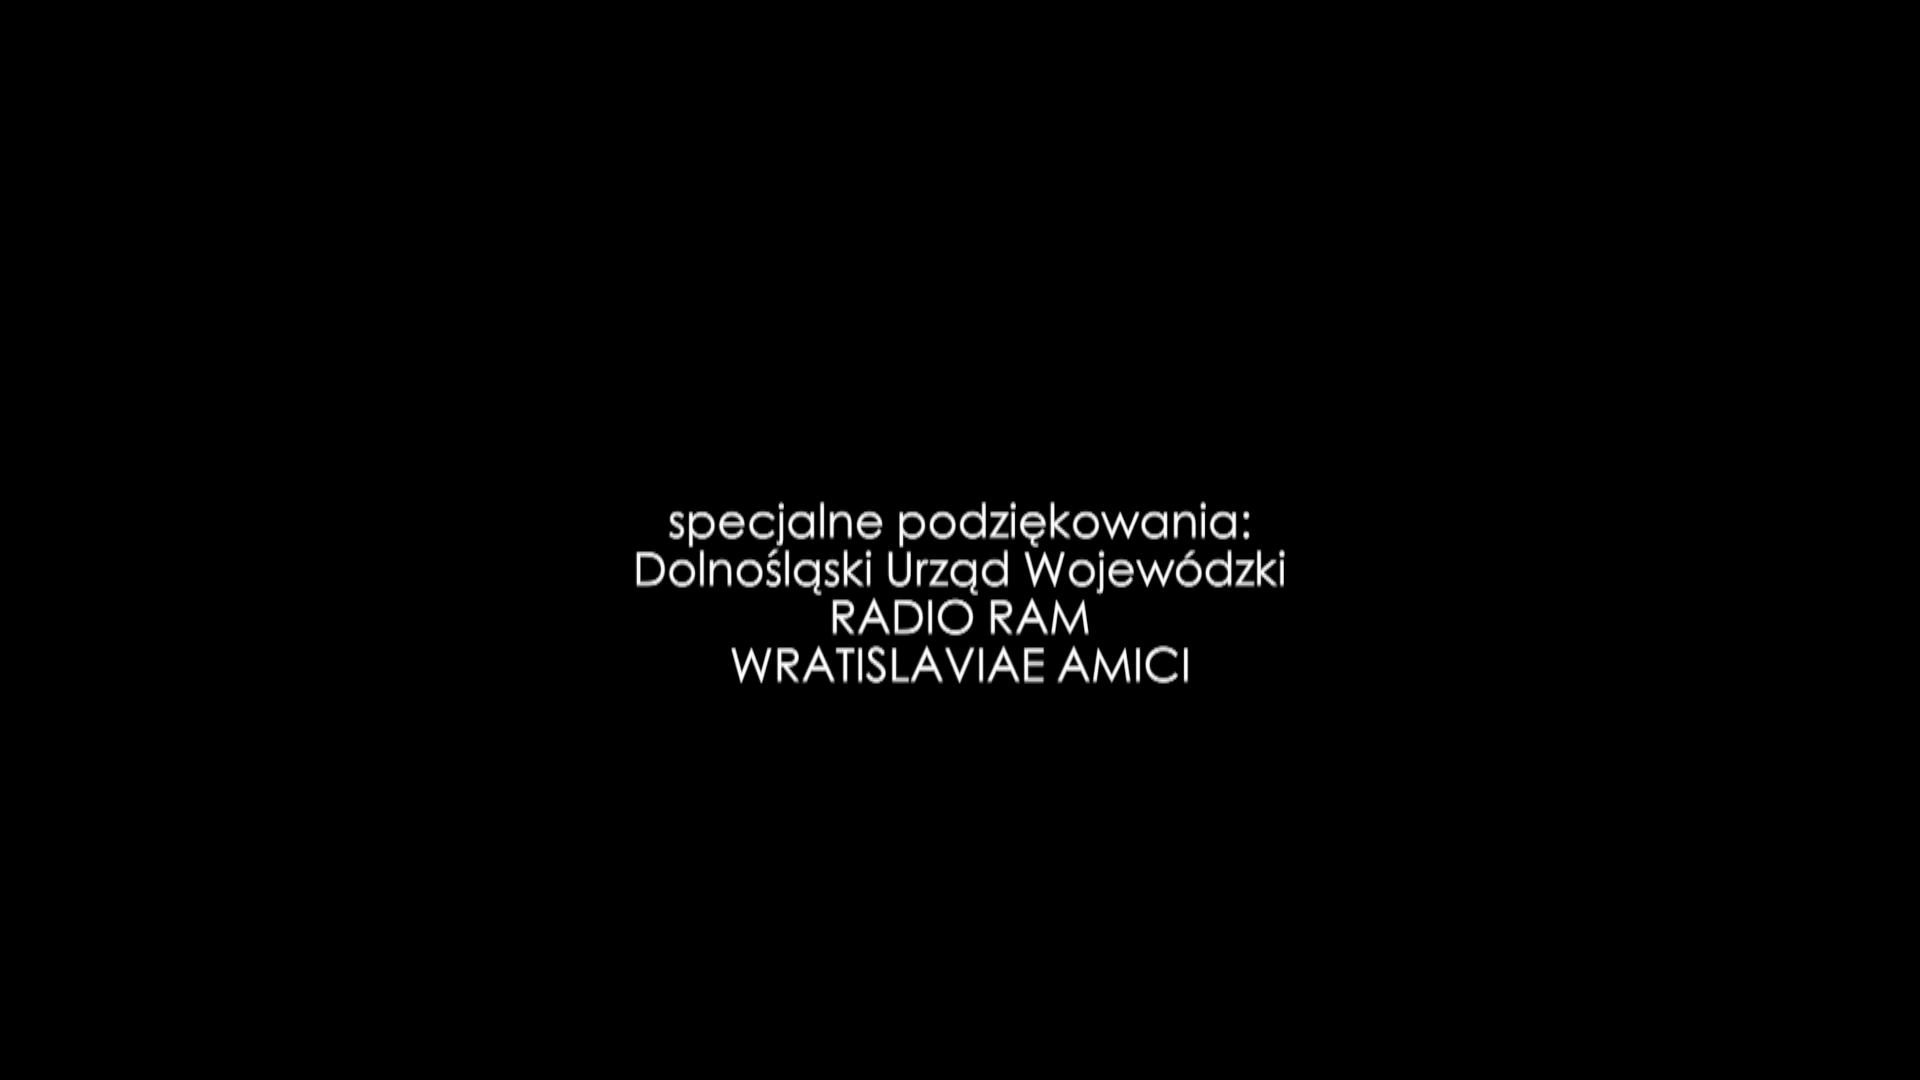 specjalne podziękowania:
Dolnośląski Urząd Wojewódzki
RADIO RAM
WRATISLAVIAE AMICI